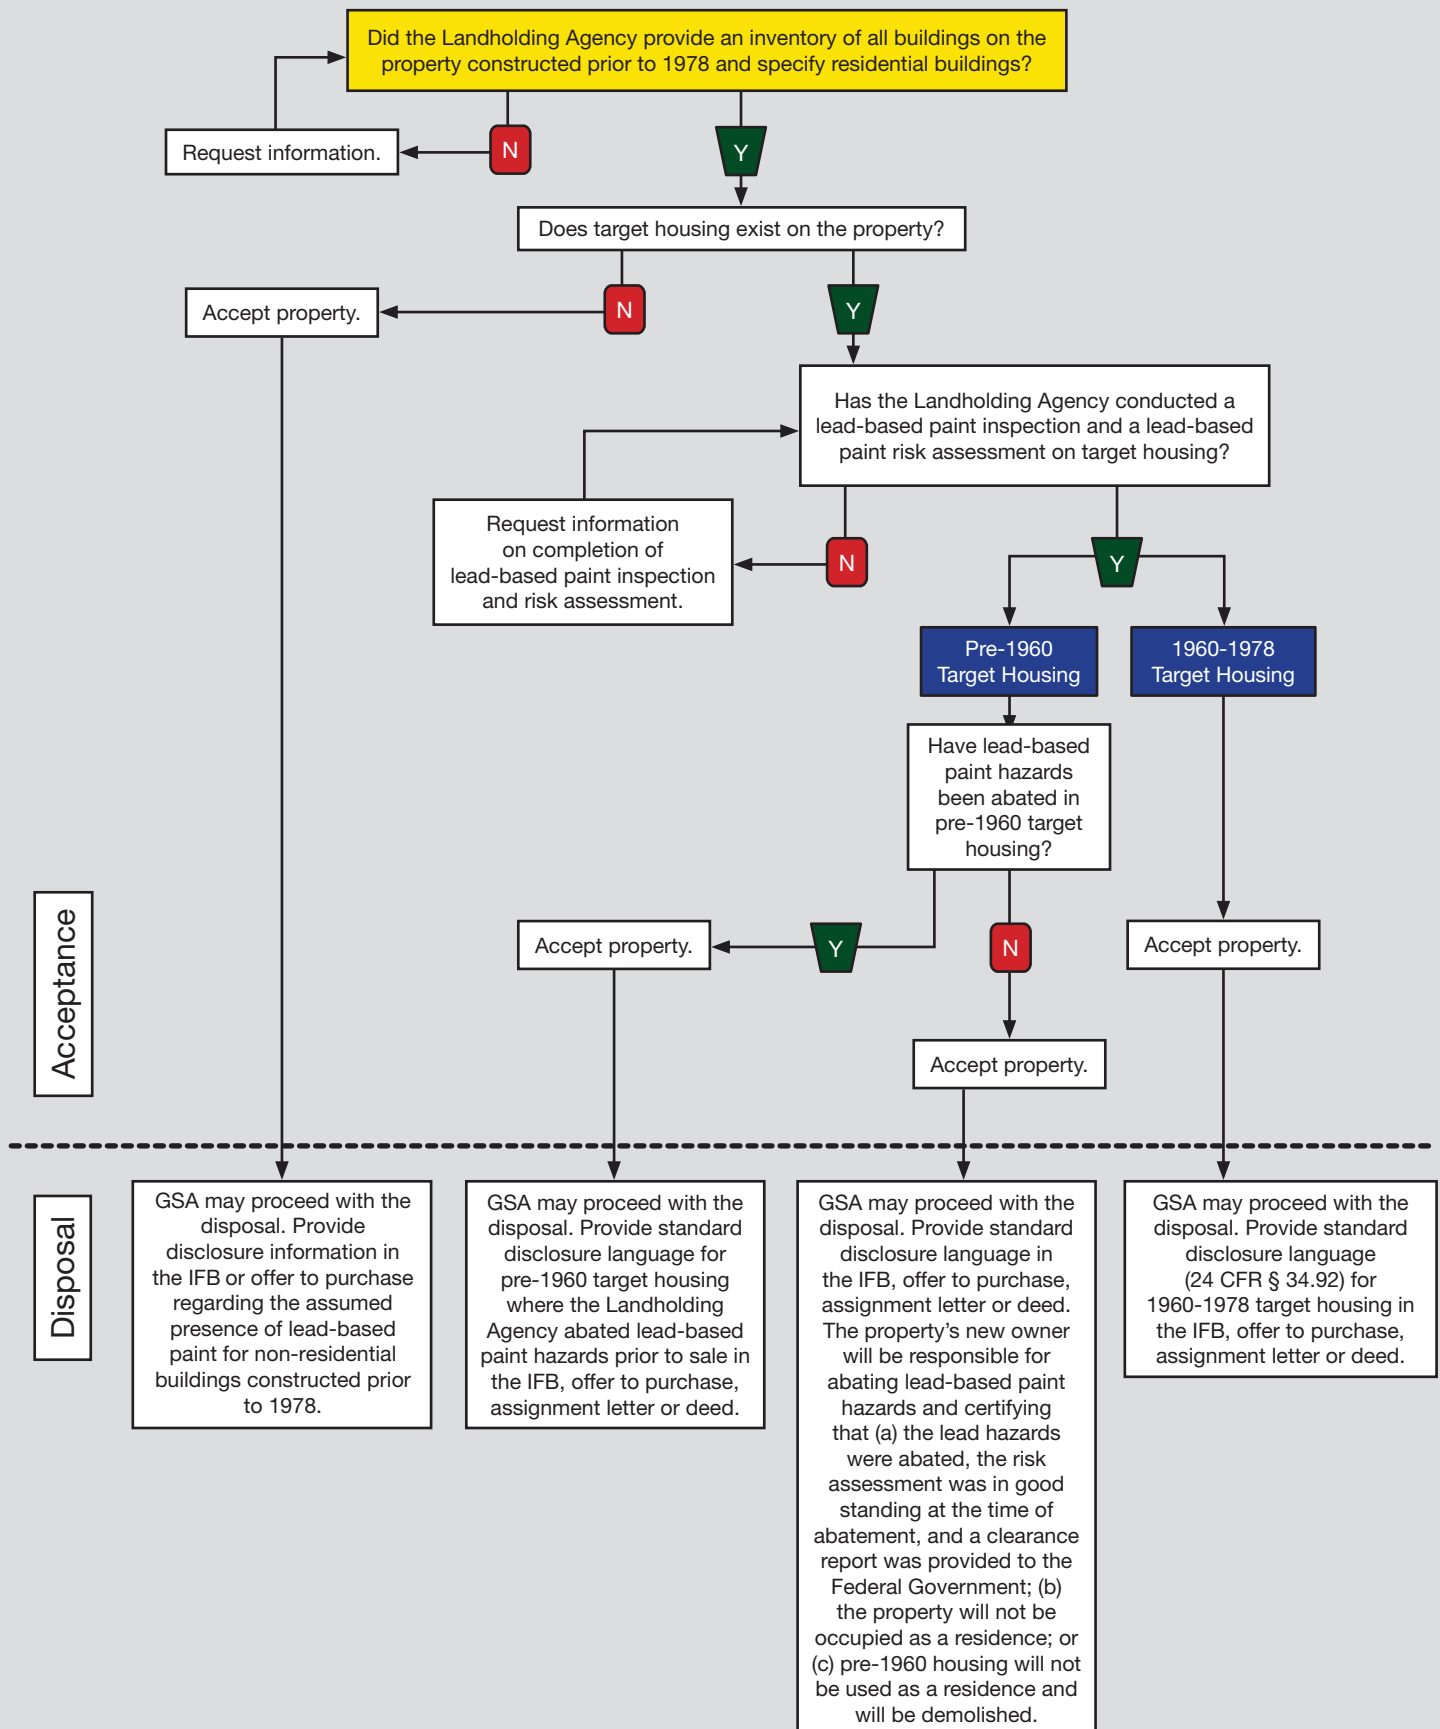 Did the Landholding Agency provide an inventory of all buildings on the
property constructed prior to 1978 and specify residential buildings?
Request information.
N
Y
Does target housing exist on the property?
Accept property.
N
Y
Has the Landholding Agency conducted a
lead-based paint inspection and a lead-based
paint risk assessment on target housing?
Request information
on completion of
lead-based paint inspection
and risk assessment.
N
Y
Pre-1960
Target Housing
1960-1978
Target Housing
Have lead-based
paint hazards
been abated in
pre-1960 target
housing?
Accept property.
Y
N
Accept property.
Accept property.
Acceptance
Disposal
GSA may proceed with the
disposal. Provide
disclosure information in
the IFB or offer to purchase
regarding the assumed
presence of lead-based
paint for non-residential
buildings constructed prior
to 1978.
GSA may proceed with the
disposal. Provide standard
disclosure language for
pre-1960 target housing
where the Landholding
Agency abated lead-based
paint hazards prior to sale in
the IFB, offer to purchase,
assignment letter or deed.
GSA may proceed with the
disposal. Provide standard
disclosure language in
the IFB, offer to purchase,
assignment letter or deed.
The property's new owner
will be responsible for
abating lead-based paint
hazards and certifying
that (a) the lead hazards
were abated, the risk
assessment was in good
standing at the time of
abatement, and a clearance
report was provided to the
Federal Government; (b)
the property will not be
occupied as a residence; or
(c) pre-1960 housing will not
be used as a residence and
will be demolished.
GSA may proceed with the
disposal. Provide standard
disclosure language
(24 CFR § 34.92) for
1960-1978 target housing in
the IFB, offer to purchase,
assignment letter or deed.